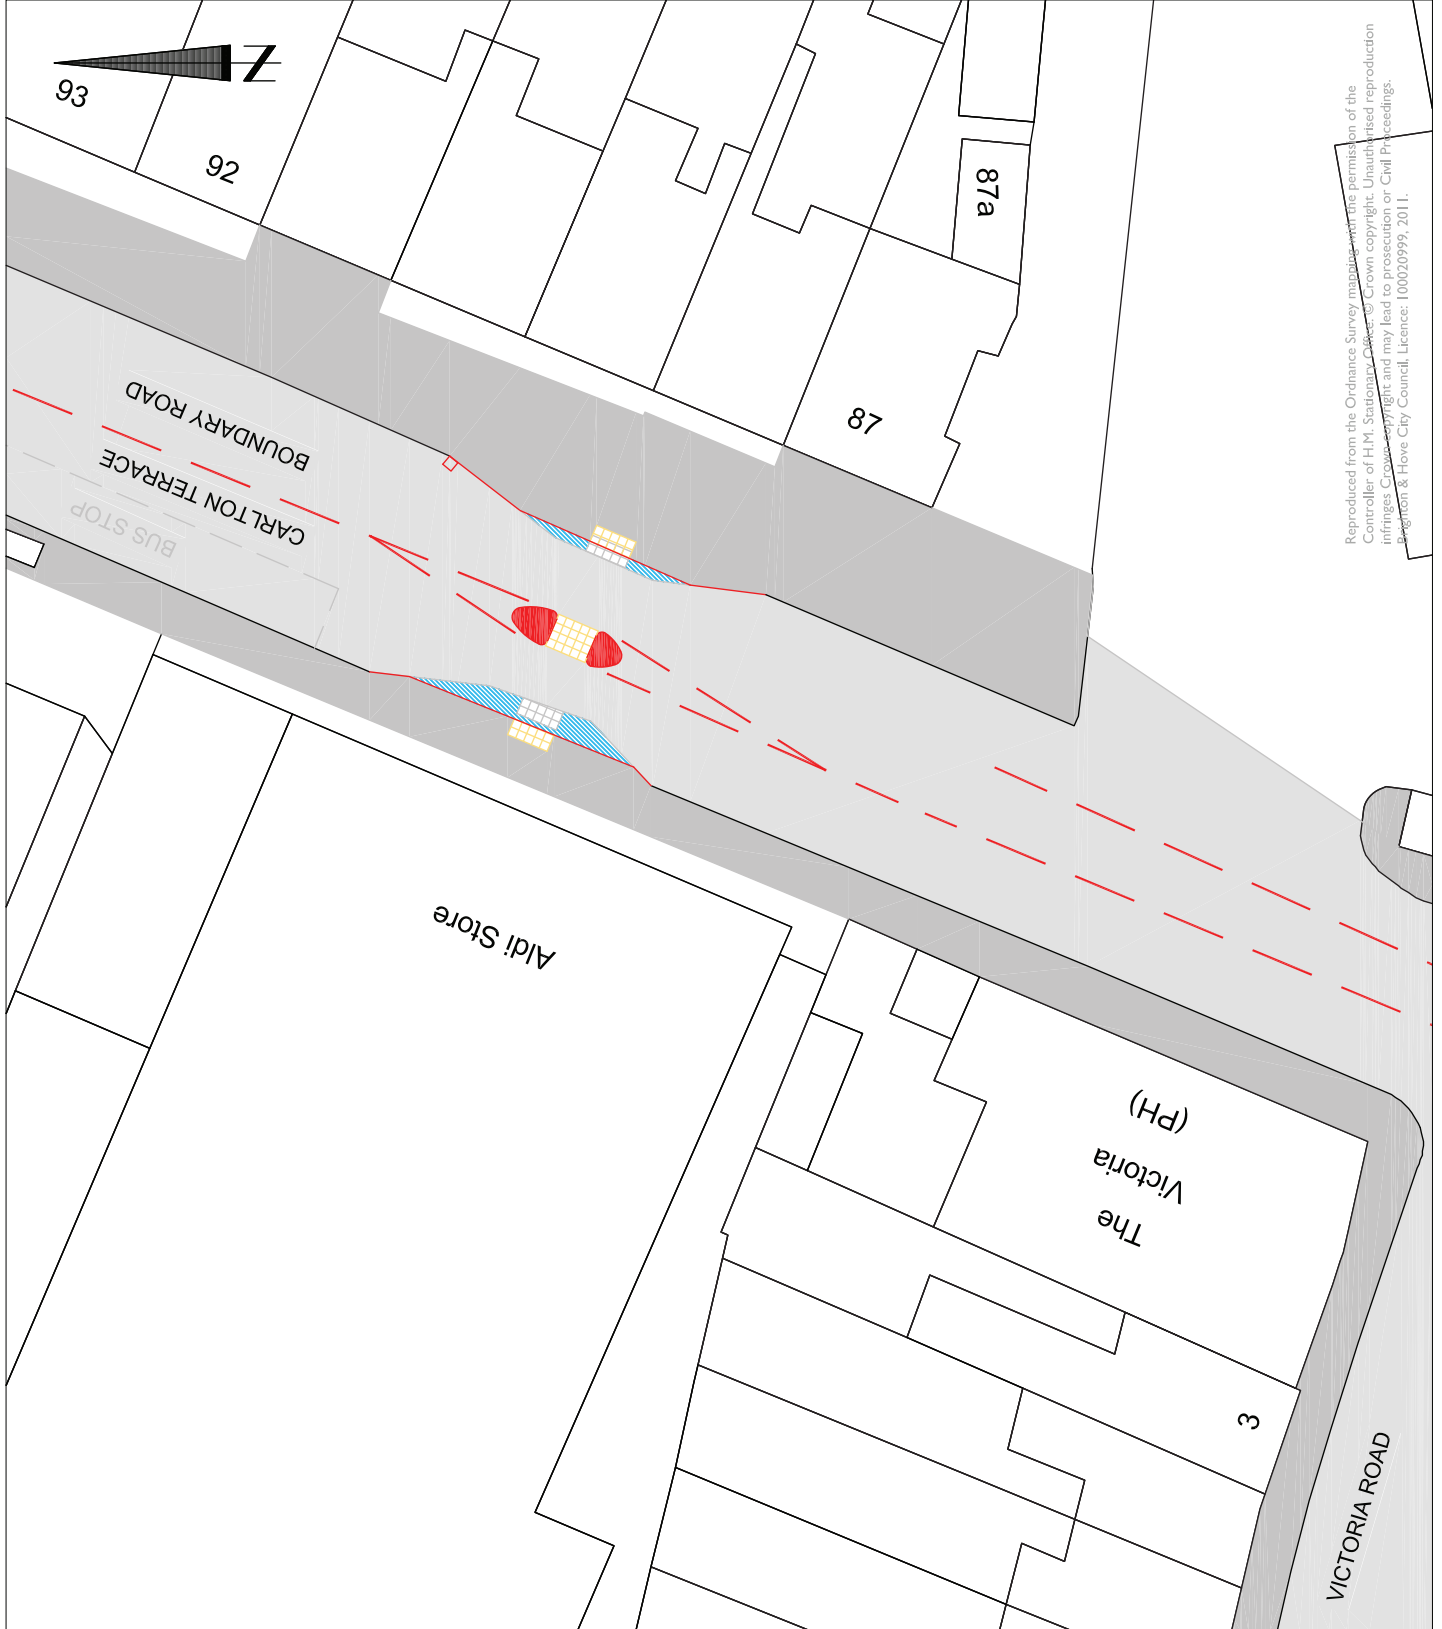 N
93
92
87a
87
BOUNDARY ROAD
CARLTON TERRACE
BUS STOP
Aldi Store
The
Victoria
(PH)
3
VICTORIA ROAD
Reproduced from the Ordnance Survey mapping with the permission of the
Controller of H.M. Stationary Office. © Crown copyright. Unauthorised reproduction
infringes Crown copyright and may lead to prosecution or Civil Proceedings.
Brighton & Hove City Council. Licence: 100020999, 2011.